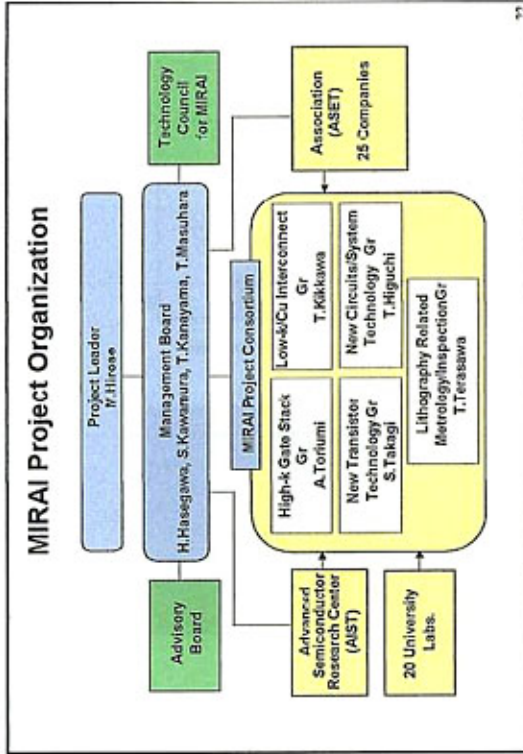 MIRAI Project Organization
Project Leader
M.Hirose
Management Board
H.Hasegawa, S.Kawamura, T.Kanayama, T.Masuhara
Advisory
Board
Technology
Council
for MIRAI
MIRAI Project Consortium
High-k Gate Stack
Gr
A.Toriumi
Low-k/Cu Interconnect
Gr
T.Kikkawa
New Transistor
Technology Gr
S.Takagi
New Circuits/System
Technology Gr
T.Higuchi
Lithography Related
Metrology/InspectionGr
T.Terasawa
Advanced
Semiconductor
Research Center
(AIST)
20 University
Labs.
Association
(ASET)
25 Companies